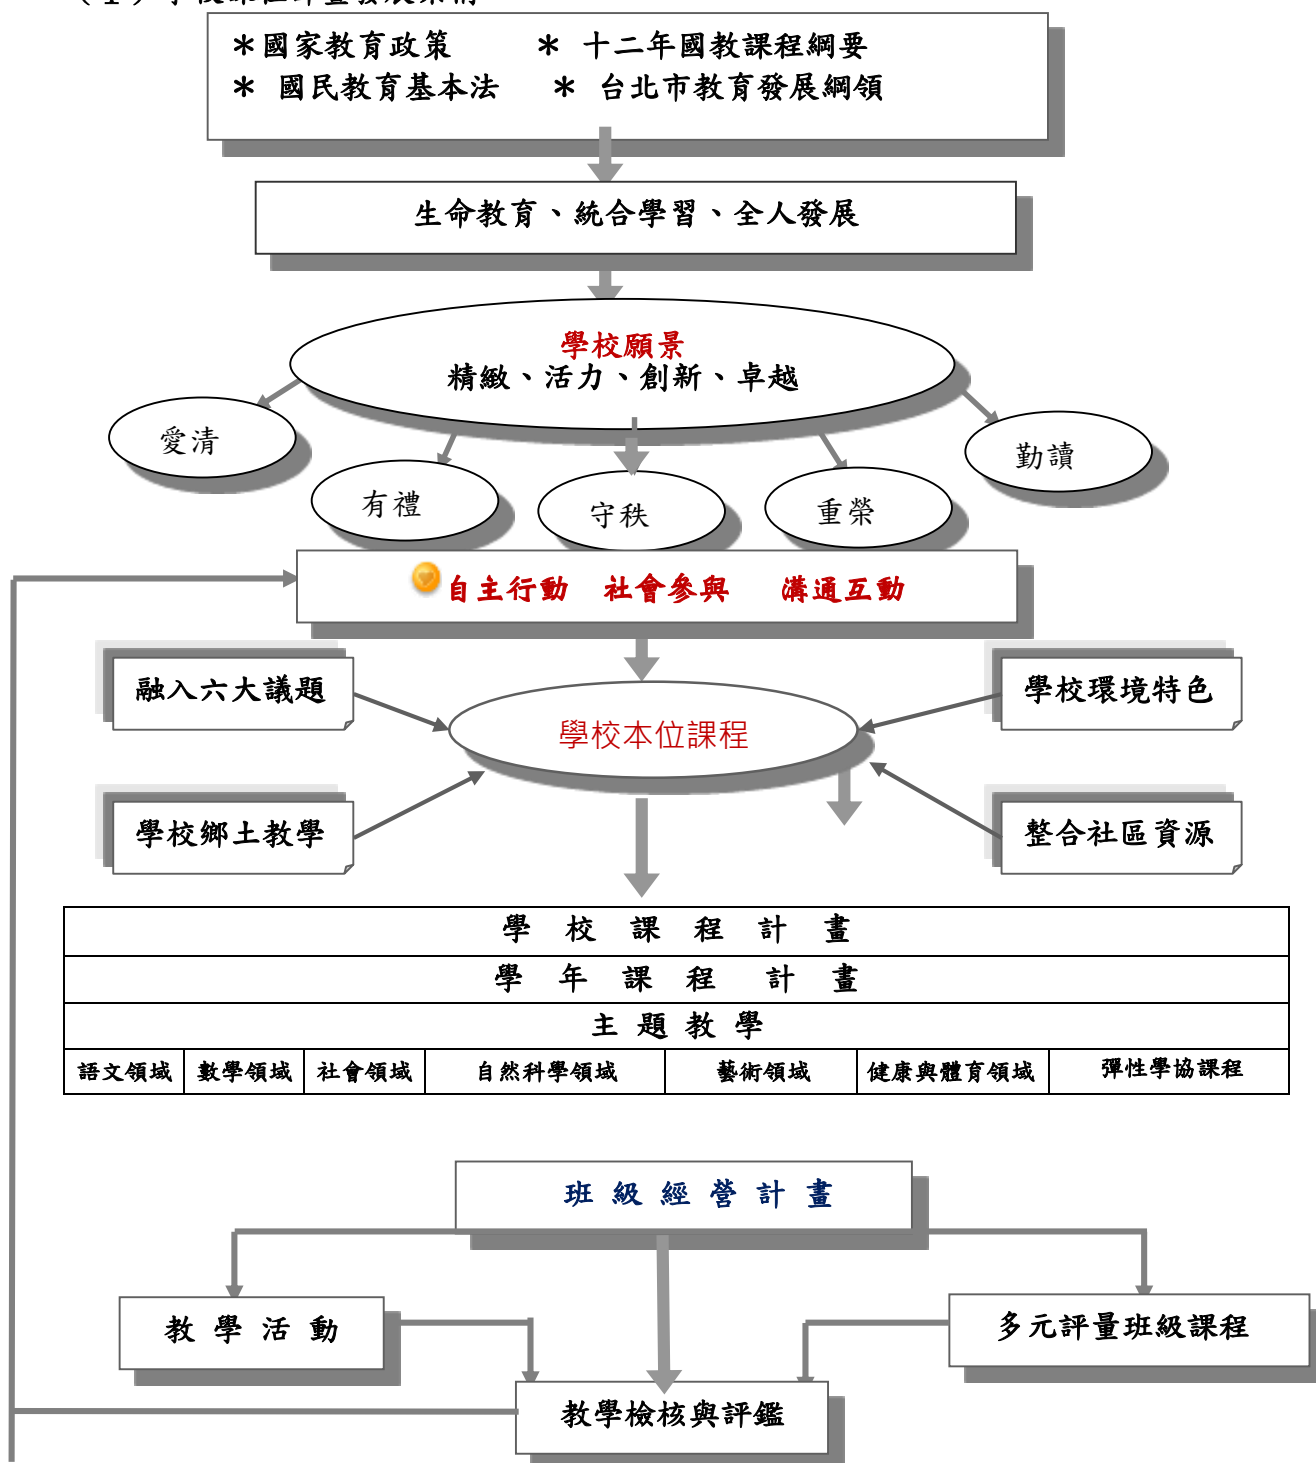 ＊國家教育政策　＊ 十二年國教課程綱要
＊ 國民教育基本法　＊ 台北市教育發展綱領
生命教育、統合學習、全人發展
學校願景
精緻、活力、創新、卓越
愛清
有禮
守秩
重榮
勤讀
自主行動　社會參與　溝通互動
融入六大議題
學校環境特色
學校本位課程
學校鄉土教學
整合社區資源
學 校 課 程 計 畫
學 年 課 程 計 畫
主 題 教 學
語文領域 數學領域 社會領域 自然科學領域 藝術領域 健康與體育領域 彈性學協課程
班 級 經 營 計 畫
教 學 活 動
多元評量班級課程
教學檢核與評鑑